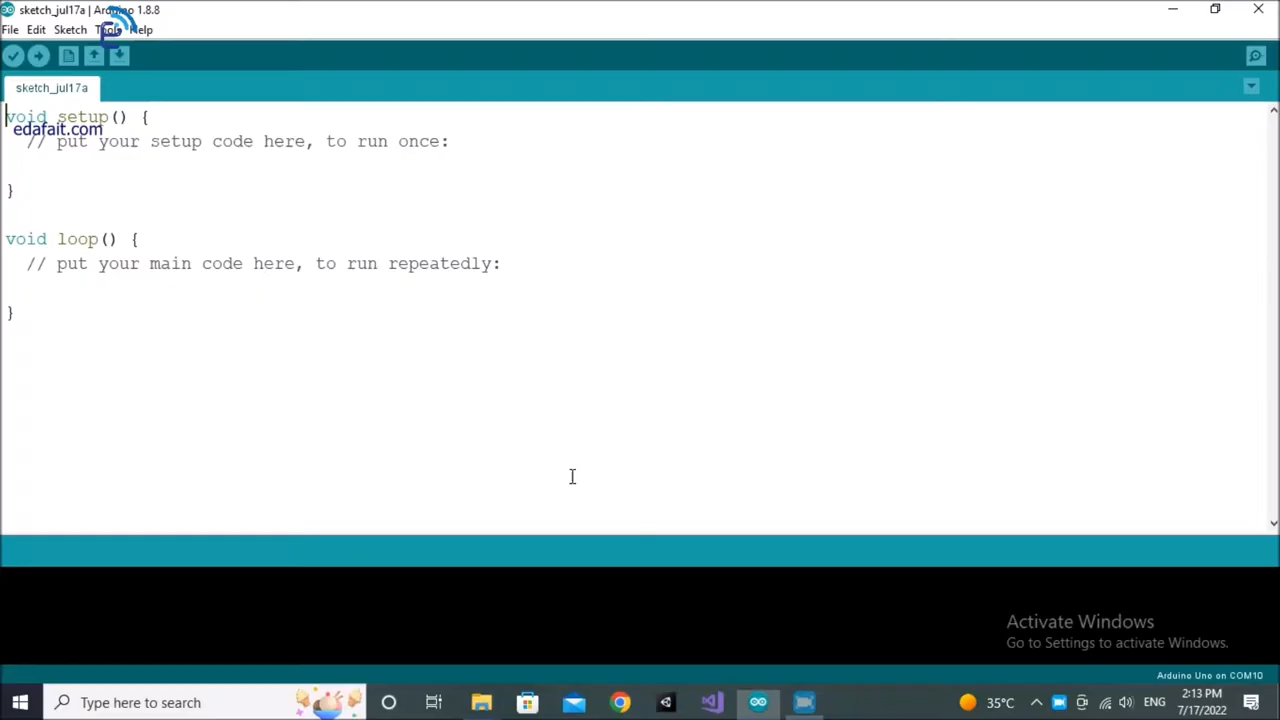 sketch_jul17a | Arduino 1.8.8
File Edit Sketch Tools Help
sketch_jul17a
void setup() {
edafait.com
// put your setup code here, to run once:
}
void loop() {
// put your main code here, to run repeatedly:
}
Activate Windows
Go to Settings to activate Windows.
Arduino Uno on COM10
Type here to search
35°C
ENG
2:13 PM
7/17/2022